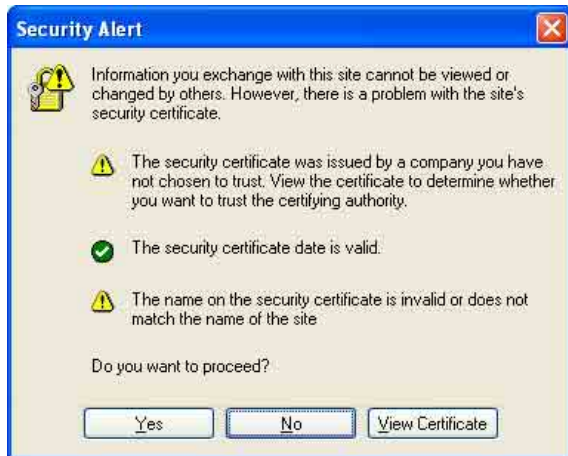 Security Alert
Information you exchange with this site cannot be viewed or
changed by others. However, there is a problem with the site's
security certificate.
The security certificate was issued by a company you have
not chosen to trust. View the certificate to determine whether
you want to trust the certifying authority.
The security certificate date is valid.
The name on the security certificate is invalid or does not
match the name of the site
Do you want to proceed?
Yes No View Certificate